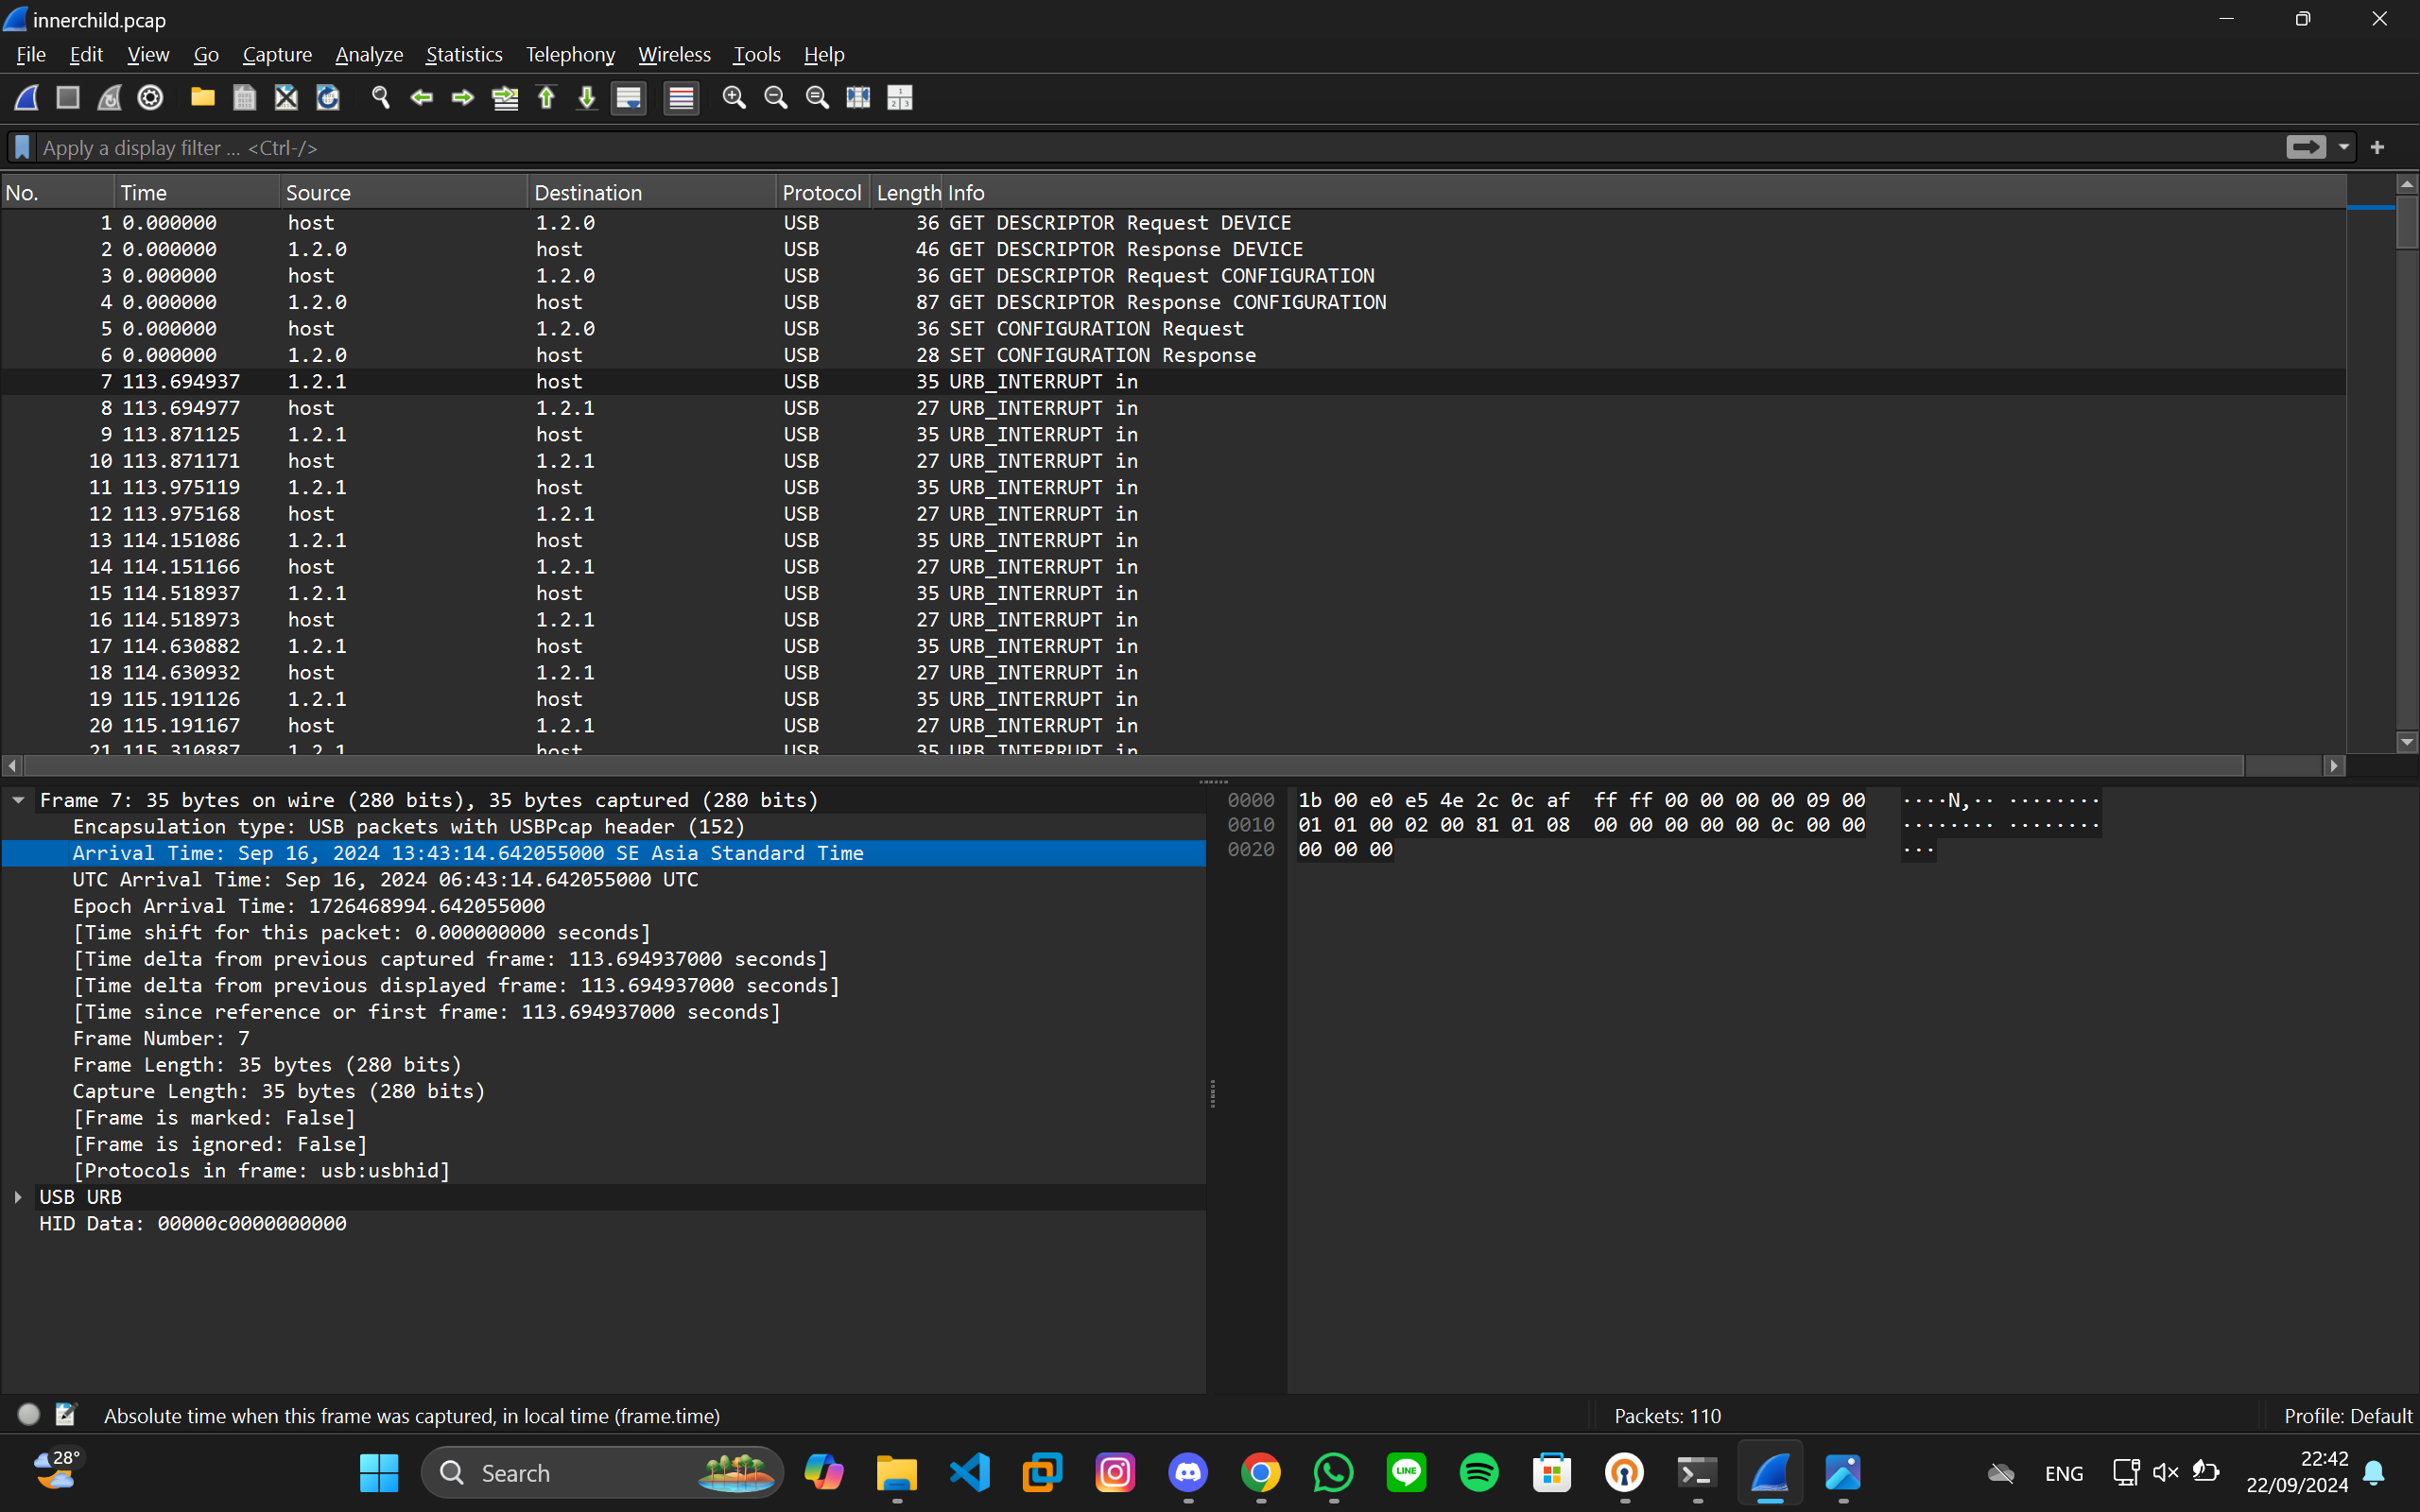 innerchild.pcap
File Edit View Go Capture Analyze Statistics Telephony Wireless Tools Help
Apply a display filter ... <Ctrl-/>
No. Time Source Destination Protocol Length Info
1 0.000000 host 1.2.0 USB 36 GET DESCRIPTOR Request DEVICE
2 0.000000 1.2.0 host USB 46 GET DESCRIPTOR Response DEVICE
3 0.000000 host 1.2.0 USB 36 GET DESCRIPTOR Request CONFIGURATION
4 0.000000 1.2.0 host USB 87 GET DESCRIPTOR Response CONFIGURATION
5 0.000000 host 1.2.0 USB 36 SET CONFIGURATION Request
6 0.000000 1.2.0 host USB 28 SET CONFIGURATION Response
7 113.694937 1.2.1 host USB 35 URB_INTERRUPT in
8 113.694977 host 1.2.1 USB 27 URB_INTERRUPT in
9 113.871125 1.2.1 host USB 35 URB_INTERRUPT in
10 113.871171 host 1.2.1 USB 27 URB_INTERRUPT in
11 113.975119 1.2.1 host USB 35 URB_INTERRUPT in
12 113.975168 host 1.2.1 USB 27 URB_INTERRUPT in
13 114.151086 1.2.1 host USB 35 URB_INTERRUPT in
14 114.151166 host 1.2.1 USB 27 URB_INTERRUPT in
15 114.518937 1.2.1 host USB 35 URB_INTERRUPT in
16 114.518973 host 1.2.1 USB 27 URB_INTERRUPT in
17 114.630882 1.2.1 host USB 35 URB_INTERRUPT in
18 114.630932 host 1.2.1 USB 27 URB_INTERRUPT in
19 115.191126 1.2.1 host USB 35 URB_INTERRUPT in
20 115.191167 host 1.2.1 USB 27 URB_INTERRUPT in
21 115.310887 1.2.1 host USB 35 URB_INTERRUPT in
Frame 7: 35 bytes on wire (280 bits), 35 bytes captured (280 bits)
Encapsulation type: USB packets with USBPcap header (152)
Arrival Time: Sep 16, 2024 13:43:14.642055000 SE Asia Standard Time
UTC Arrival Time: Sep 16, 2024 06:43:14.642055000 UTC
Epoch Arrival Time: 1726468994.642055000
[Time shift for this packet: 0.000000000 seconds]
[Time delta from previous captured frame: 113.694937000 seconds]
[Time delta from previous displayed frame: 113.694937000 seconds]
[Time since reference or first frame: 113.694937000 seconds]
Frame Number: 7
Frame Length: 35 bytes (280 bits)
Capture Length: 35 bytes (280 bits)
[Frame is marked: False]
[Frame is ignored: False]
[Protocols in frame: usb:usbhid]
USB URB
HID Data: 00000c0000000000
0000 1b 00 e0 e5 4e 2c 0c af ff ff 00 00 00 00 09 00 ····N,·· ········
0010 01 01 00 02 00 81 01 08 00 00 00 00 00 0c 00 00 ········ ········
0020 00 00 00 ···
Absolute time when this frame was captured, in local time (frame.time)
Packets: 110
Profile: Default
28°
Search
LINE
ENG
22:42
22/09/2024